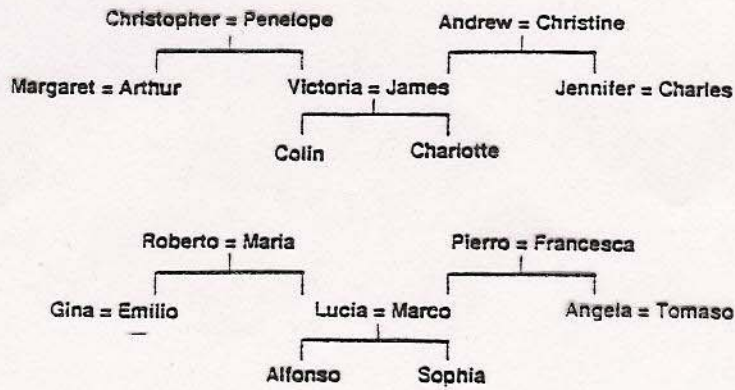 Christopher = Penelope Andrew = Christine
Margaret = Arthur Victoria = James Jennifer = Charles
Colin Charlotte
Roberto = Maria Pierro = Francesca
Gina = Emilio Lucia = Marco Angela = Tomaso
Alfonso Sophia